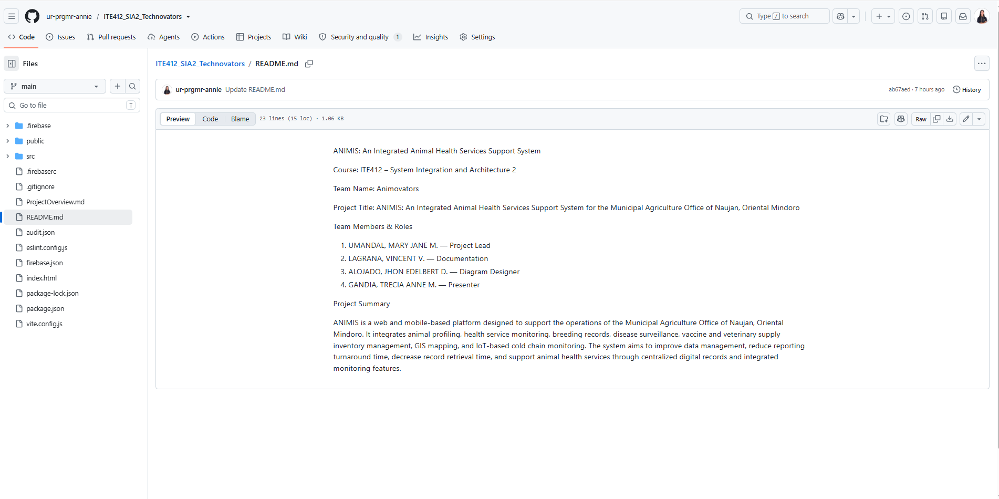 ur-prgmr-annie / ITE412_SIA2_Technovators
Type / to search
Code
Issues
Pull requests
Agents
Actions
Projects
Wiki
Security and quality 1
Insights
Settings
Files
main
Go to file
T
.firebase
public
src
.firebaserc
.gitignore
ProjectOverview.md
README.md
audit.json
eslint.config.js
firebase.json
index.html
package-lock.json
package.json
vite.config.js
ITE412_SIA2_Technovators / README.md
ur-prgmr-annie Update README.md
ab67aed · 7 hours ago
History
Preview
Code
Blame
23 lines (15 loc) · 1.06 KB
Raw
ANIMIS: An Integrated Animal Health Services Support System
Course: ITE412 – System Integration and Architecture 2
Team Name: Animovators
Project Title: ANIMIS: An Integrated Animal Health Services Support System for the Municipal Agriculture Office of Naujan, Oriental Mindoro
Team Members & Roles
1. UMANDAL, MARY JANE M. — Project Lead
2. LAGRANA, VINCENT V. — Documentation
3. ALOJADO, JHON EDELBERT D. — Diagram Designer
4. GANDIA, TRECIA ANNE M. — Presenter
Project Summary
ANIMIS is a web and mobile-based platform designed to support the operations of the Municipal Agriculture Office of Naujan, Oriental
Mindoro. It integrates animal profiling, health service monitoring, breeding records, disease surveillance, vaccine and veterinary supply
inventory management, GIS mapping, and IoT-based cold chain monitoring. The system aims to improve data management, reduce reporting
turnaround time, decrease record retrieval time, and support animal health services through centralized digital records and integrated
monitoring features.